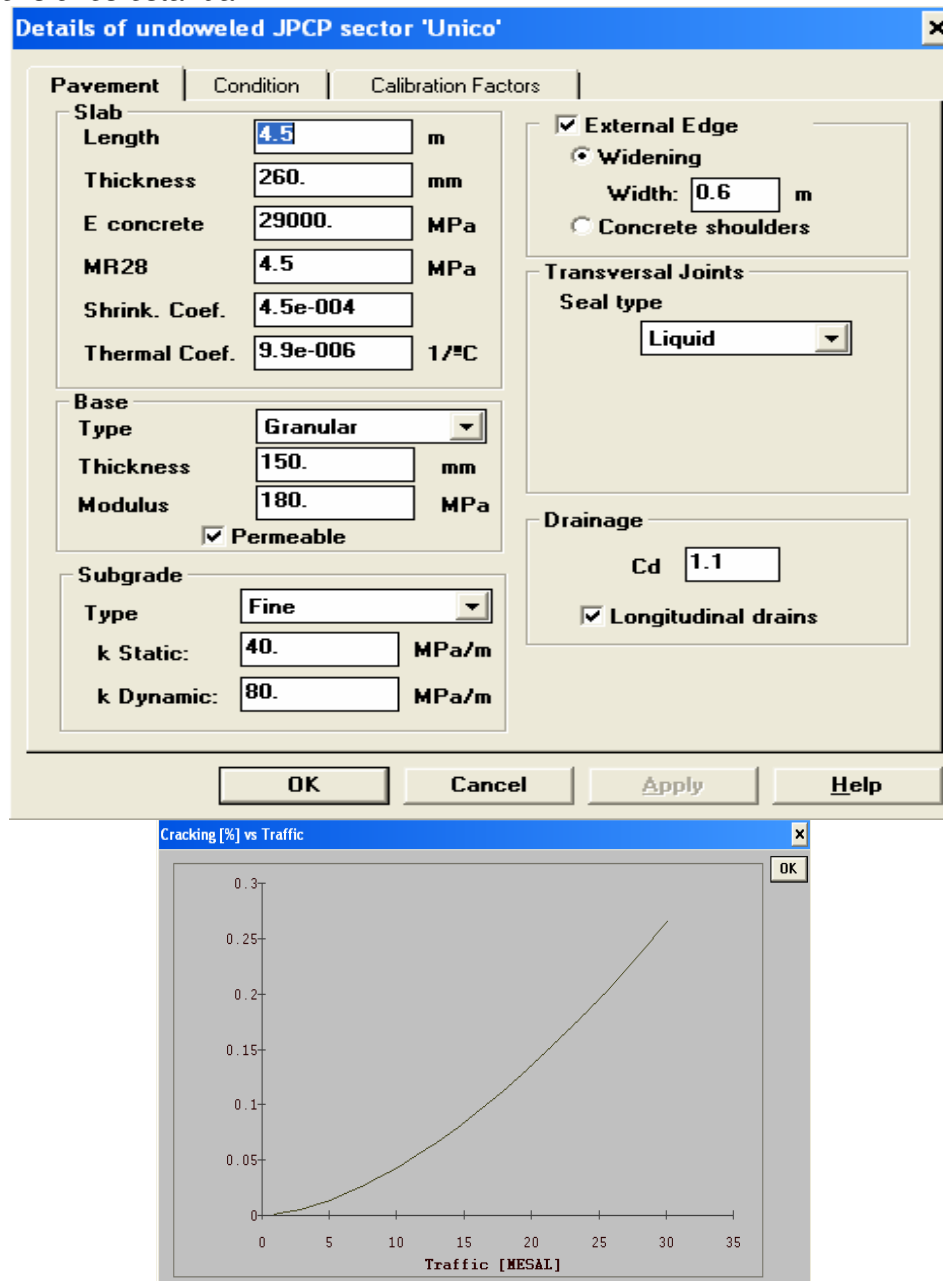 Details of undoweled JPCP sector 'Unico'
Pavement Condition Calibration Factors
Slab
Length 4.5 m
Thickness 260. mm
E concrete 29000. MPa
MR28 4.5 MPa
Shrink. Coef. 4.5e-004
Thermal Coef. 9.9e-006 1/ºC
Base
Type Granular
Thickness 150. mm
Modulus 180. MPa
Permeable
Subgrade
Type Fine
k Static: 40. MPa/m
k Dynamic: 80. MPa/m
External Edge
Widening
Width: 0.6 m
Concrete shoulders
Transversal Joints
Seal type
Liquid
Drainage
Cd 1.1
Longitudinal drains
OK Cancel Apply Help
Cracking [%] vs Traffic
OK
0.3
0.25
0.2
0.15
0.1
0.05
0
0 5 10 15 20 25 30 35
Traffic [MESAL]